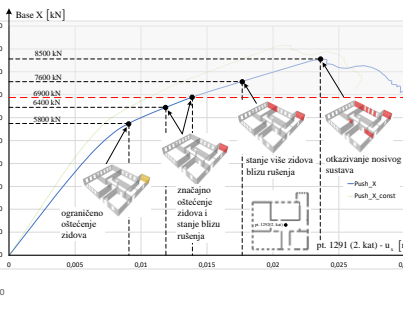 Base X [kN]
8500 kN
7600 kN
6900 kN
6400 kN
5800 kN
ograničeno
oštećenje
zidova
značajno
oštećenje
zidova i
stanje blizu
rušenja
stanje više zidova
blizu rušenja
otkazivanje nosivog
sustava
Push_X
Push_X_const
pt. 1291(2. kat)
pt. 1291 (2. kat) - u
0
0,005
0,01
0,015
0,02
0,025
0